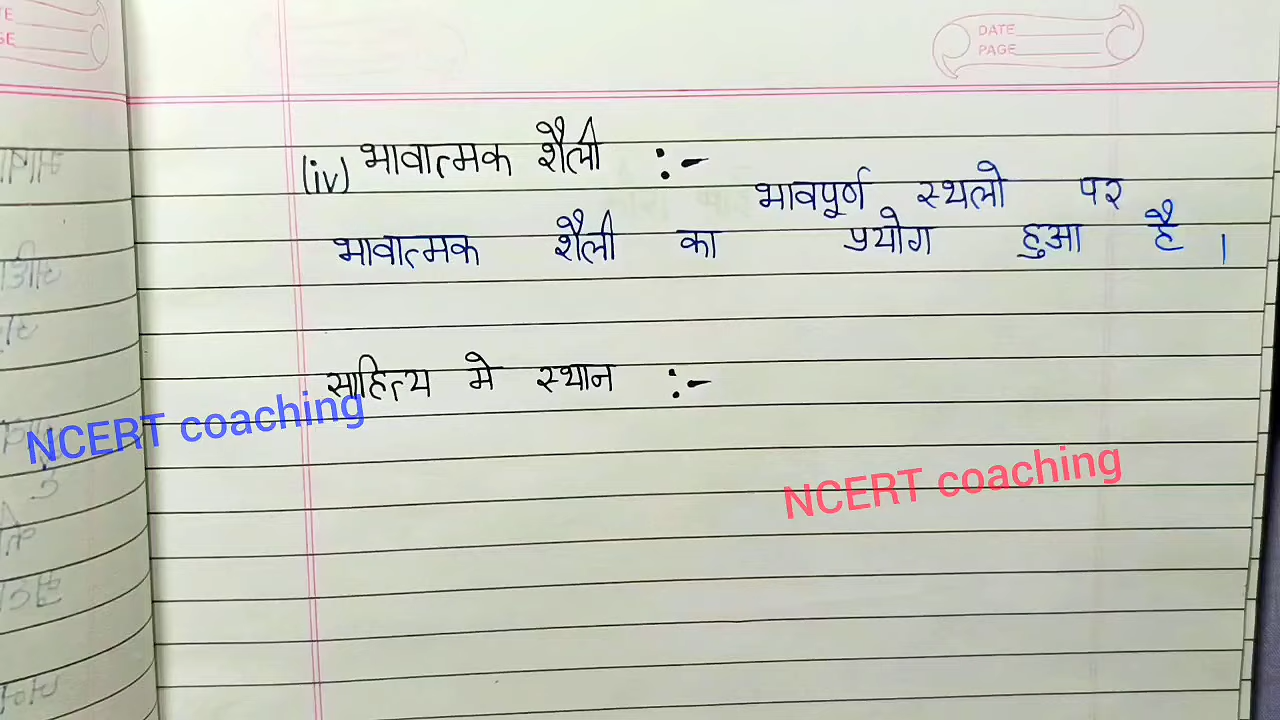 DATE
PAGE
(iv) भावात्मक शैली :-
भावपूर्ण स्थलो पर
भावात्मक शैली का प्रयोग हुआ है ।
साहित्य मे स्थान :-
NCERT coaching
NCERT coaching